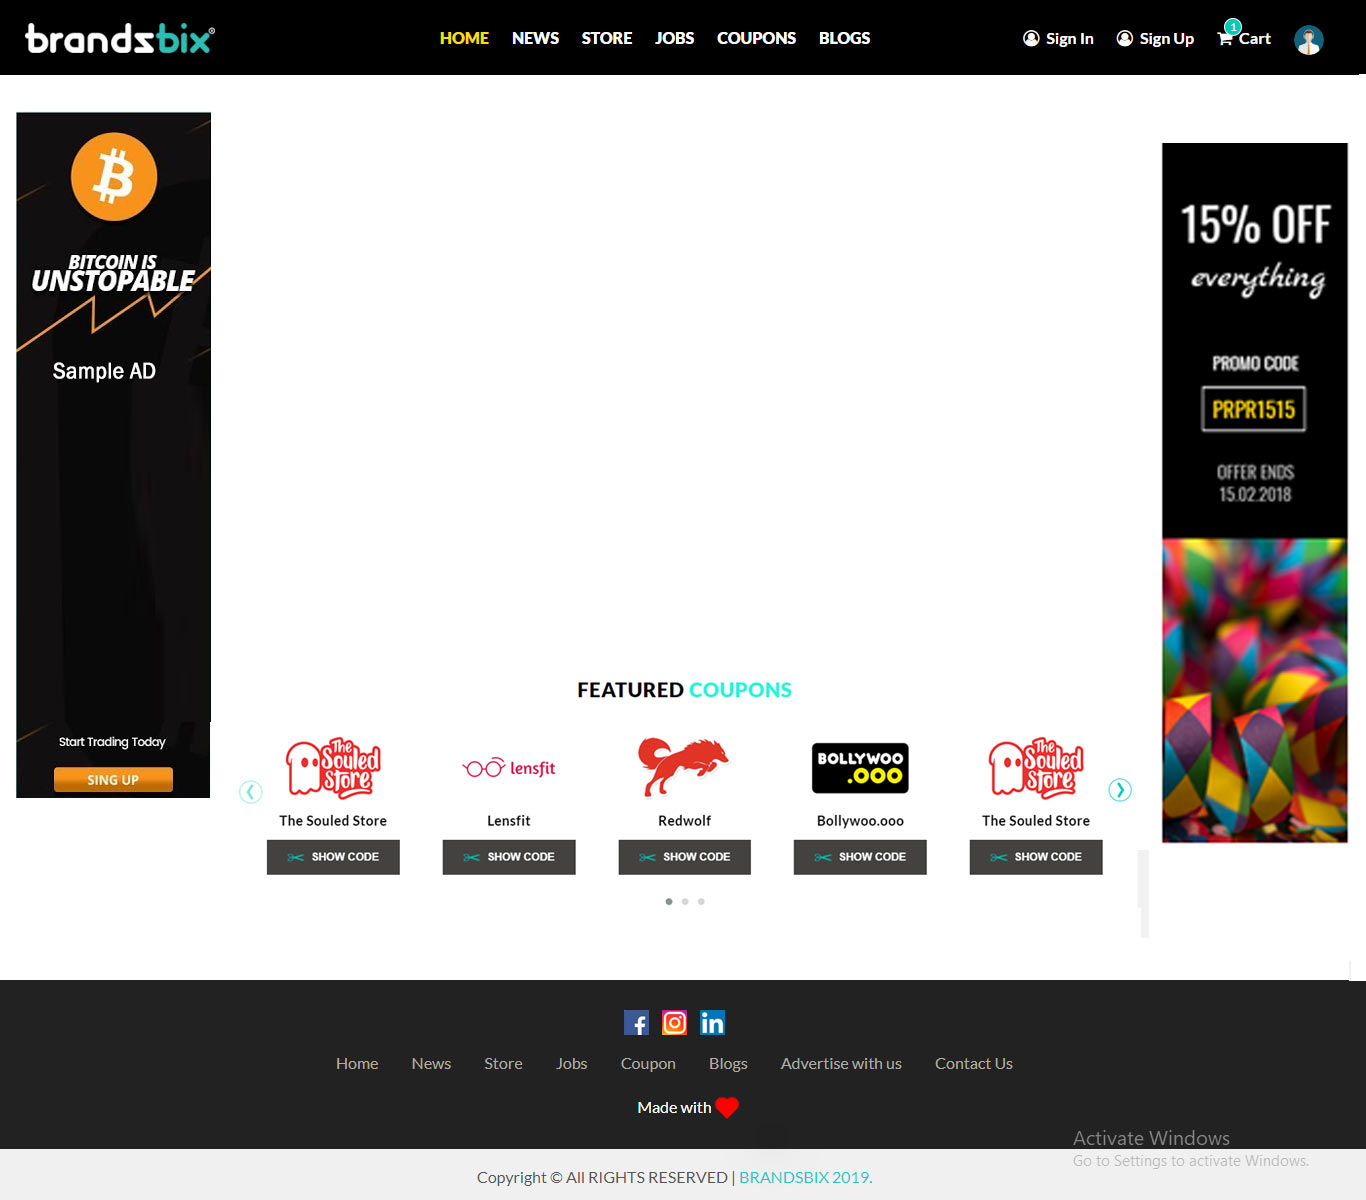 brandsbix®
HOME NEWS STORE JOBS COUPONS BLOGS
Sign In Sign Up 1 Cart
BITCOIN IS
UNSTOPABLE
Sample AD
Start Trading Today
SING UP
15% OFF
everything
PROMO CODE
PRPR1515
OFFER ENDS
15.02.2018
FEATURED COUPONS
The
Souled
Store
lensfit
BOLLYWOO
.OOO
The
Souled
Store
The Souled Store Lensfit Redwolf Bollywoo.ooo The Souled Store
SHOW CODE SHOW CODE SHOW CODE SHOW CODE SHOW CODE
f in
Home News Store Jobs Coupon Blogs Advertise with us Contact Us
Made with
Activate Windows
Go to Settings to activate Windows.
Copyright © All RIGHTS RESERVED | BRANDSBIX 2019.